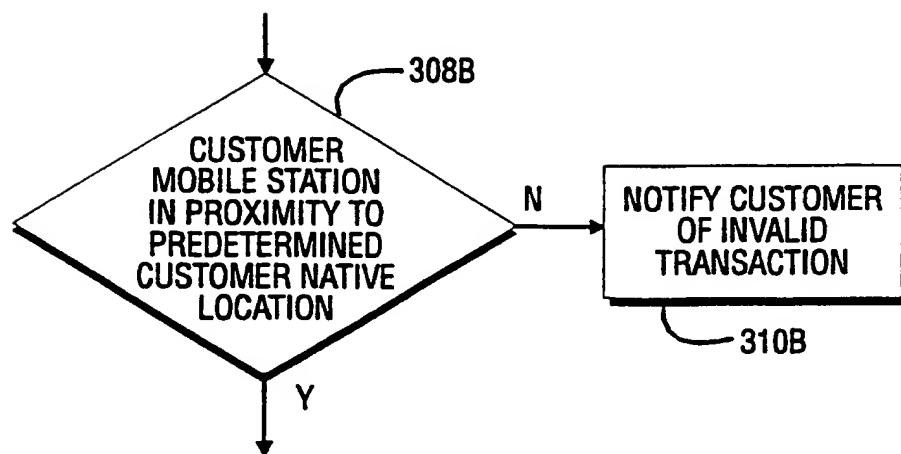 308B
CUSTOMER
MOBILE STATION
IN PROXIMITY TO
PREDETERMINED
CUSTOMER NATIVE
LOCATION
N
NOTIFY CUSTOMER
OF INVALID
TRANSACTION
310B
Y